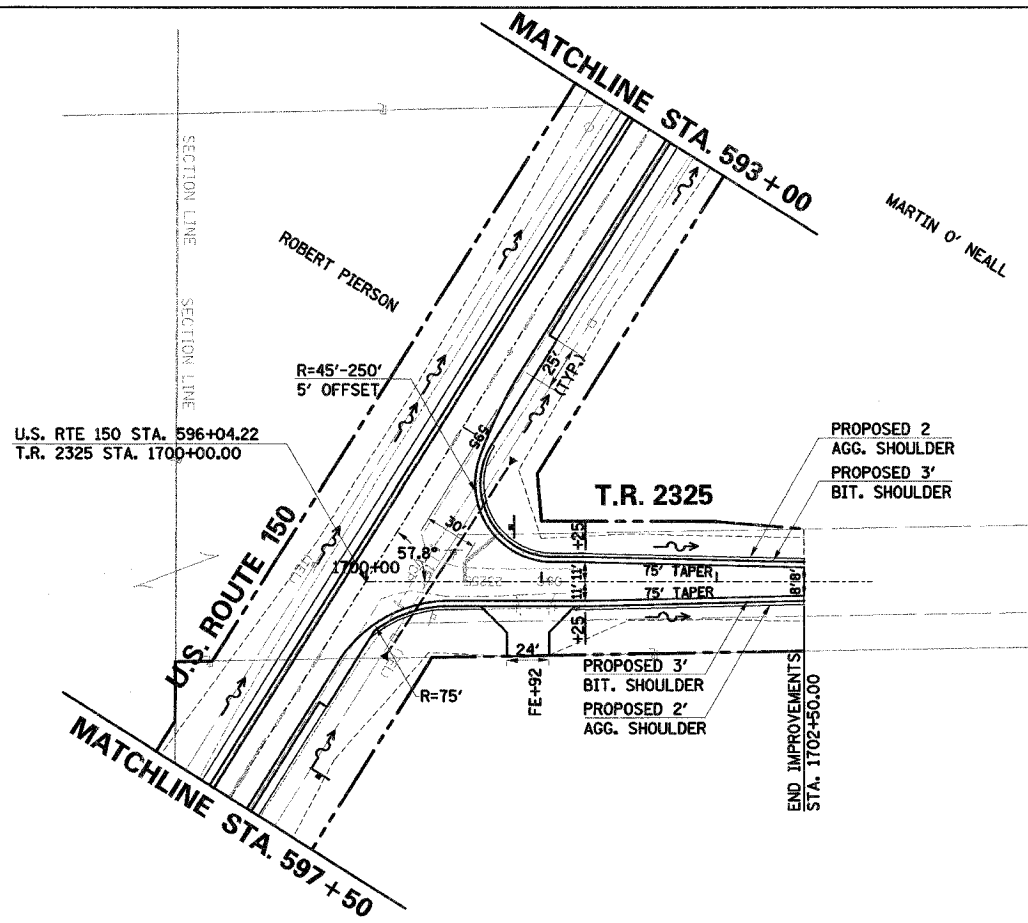 MATCHLINE STA. 593+00
SECTION LINE
SECTION LINE
ROBERT PIERSON
MARTIN O' NEALL
R=45'-250'
5' OFFSET
25'
(TYP.)
595
U.S. RTE 150 STA. 596+04.22
T.R. 2325 STA. 1700+00.00
PROPOSED 2
AGG. SHOULDER
PROPOSED 3'
BIT. SHOULDER
T.R. 2325
U.S. ROUTE 150
30'
57.8°
1700+00
+25
11'
11'
+25
75' TAPER
75' TAPER
8'
8'
24'
FE+92
R=75'
PROPOSED 3'
BIT. SHOULDER
PROPOSED 2'
AGG. SHOULDER
END IMPROVEMENTS
STA. 1702+50.00
MATCHLINE STA. 597+50